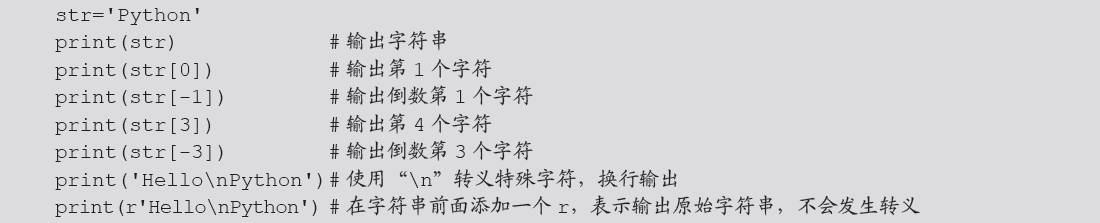 str='Python'
print(str) #输出字符串
print(str[0]) #输出第1个字符
print(str[-1]) #输出倒数第1个字符
print(str[3]) #输出第4个字符
print(str[-3]) #输出倒数第3个字符
print('Hello\nPython')#使用“\n”转义特殊字符，换行输出
print(r'Hello\nPython') #在字符串前面添加一个r，表示输出原始字符串，不会发生转义